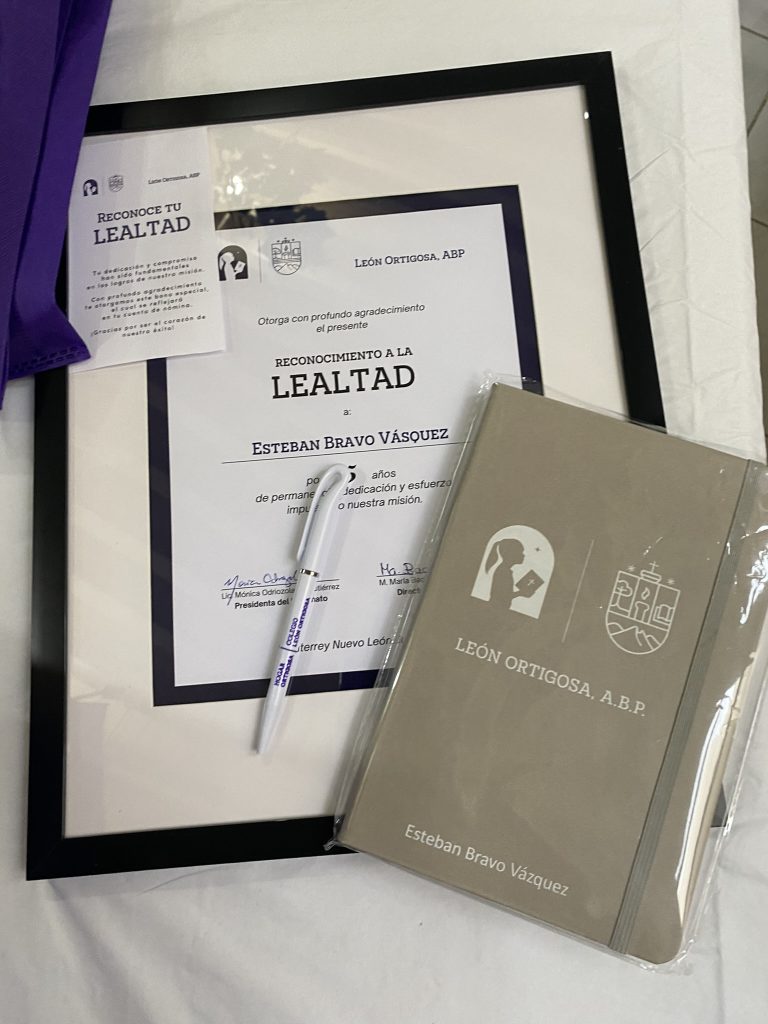 LEÓN ORTIGOSA, ABP
RECONOCE TU
LEALTAD
Tu dedicación y compromiso
han sido fundamentales
en los logros de nuestra misión.
Con profundo agradecimiento
te otorgamos este bono especial,
el cual se reflejará
en tu cuenta de nómina.
¡Gracias por ser el corazón de
nuestro éxito!
LEÓN ORTIGOSA, ABP
Otorga con profundo agradecimiento
el presente
RECONOCIMIENTO A LA
LEALTAD
a:
ESTEBAN BRAVO VÁSQUEZ
5 años
de dedicación y esfuerzo
nuestra misión.
Lic. Mónica
Presidenta del
M. María
Nuevo León
HOGAR
ORTIGOSA
COLEGIO
LEÓN ORTIGOSA
LEÓN ORTIGOSA, A.B.P.
Esteban Bravo Vázquez